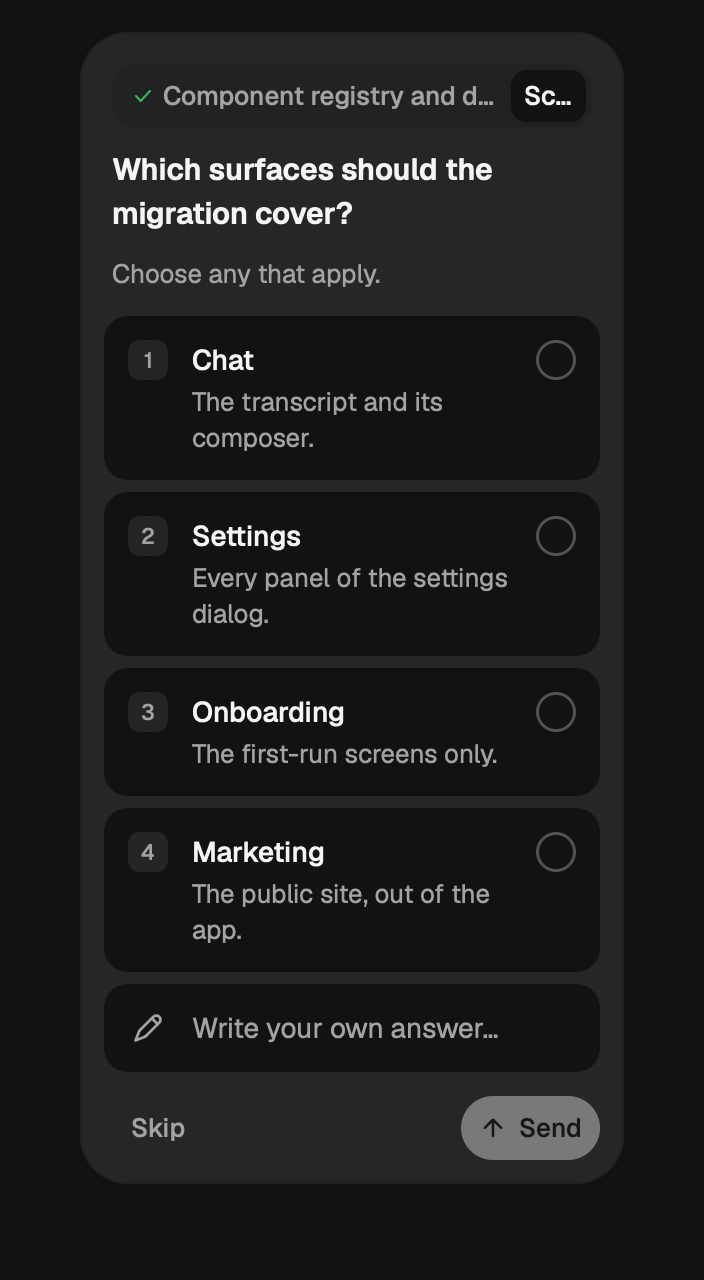 Component registry and d...
Sc...
Which surfaces should the
migration cover?
Choose any that apply.
1
Chat
The transcript and its
composer.
2
Settings
Every panel of the settings
dialog.
3
Onboarding
The first-run screens only.
4
Marketing
The public site, out of the
app.
Write your own answer...
Skip
Send